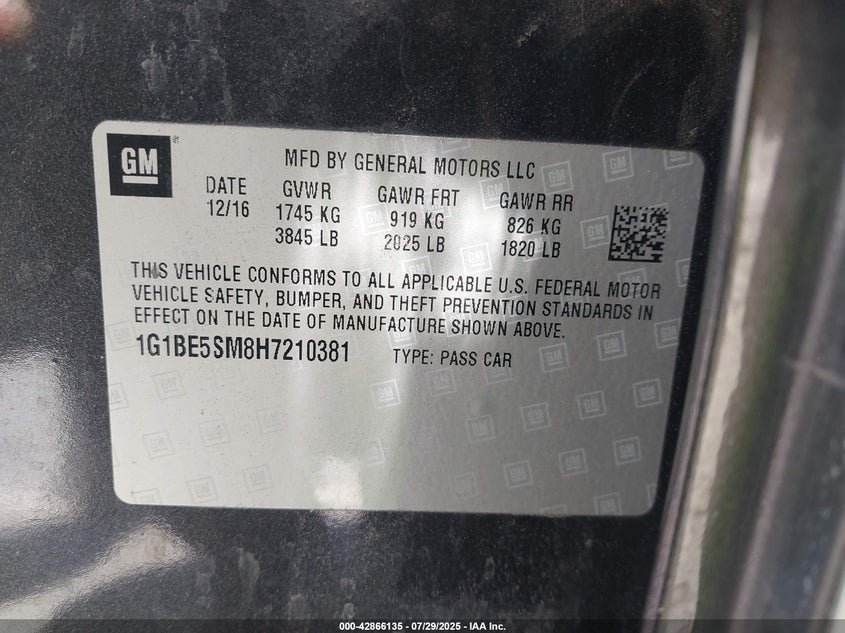 GM ®
MFD BY GENERAL MOTORS LLC
DATE GVWR GAWR FRT GAWR RR
12/16 1745 KG 919 KG 826 KG
3845 LB 2025 LB 1820 LB
THIS VEHICLE CONFORMS TO ALL APPLICABLE U.S. FEDERAL MOTOR
VEHICLE SAFETY, BUMPER, AND THEFT PREVENTION STANDARDS IN
EFFECT ON THE DATE OF MANUFACTURE SHOWN ABOVE.
1G1BE5SM8H7210381 TYPE: PASS CAR
000-42866135 - 07/29/2025 - IAA Inc.